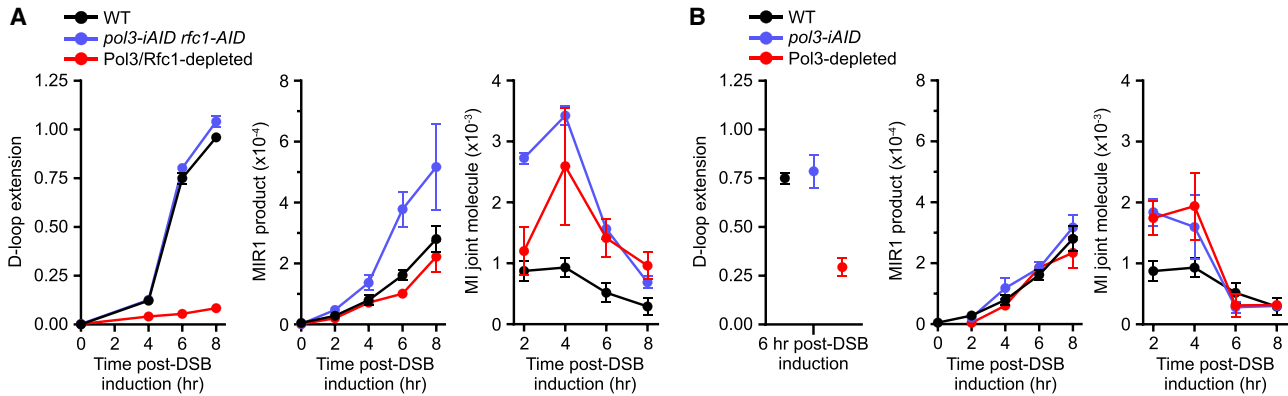 A
WT
pol3-iAID rfc1-AID
Pol3/Rfc1-depleted
D-loop extension
1.25
1.00
0.75
0.50
0.25
0.00
0 2 4 6 8
Time post-DSB
induction (hr)
MIR1 product (x10-4)
8
6
4
2
0
0 2 4 6 8
Time post-DSB
induction (hr)
MI joint molecule (x10-3)
4
3
2
1
0
2 4 6 8
Time post-DSB
induction (hr)
B
WT
pol3-iAID
Pol3-depleted
D-loop extension
1.25
1.00
0.75
0.50
0.25
0.00
6 hr post-DSB
induction
MIR1 product (x10-4)
8
6
4
2
0
0 2 4 6 8
Time post-DSB
induction (hr)
MI joint molecule (x10-3)
4
3
2
1
0
2 4 6 8
Time post-DSB
induction (hr)